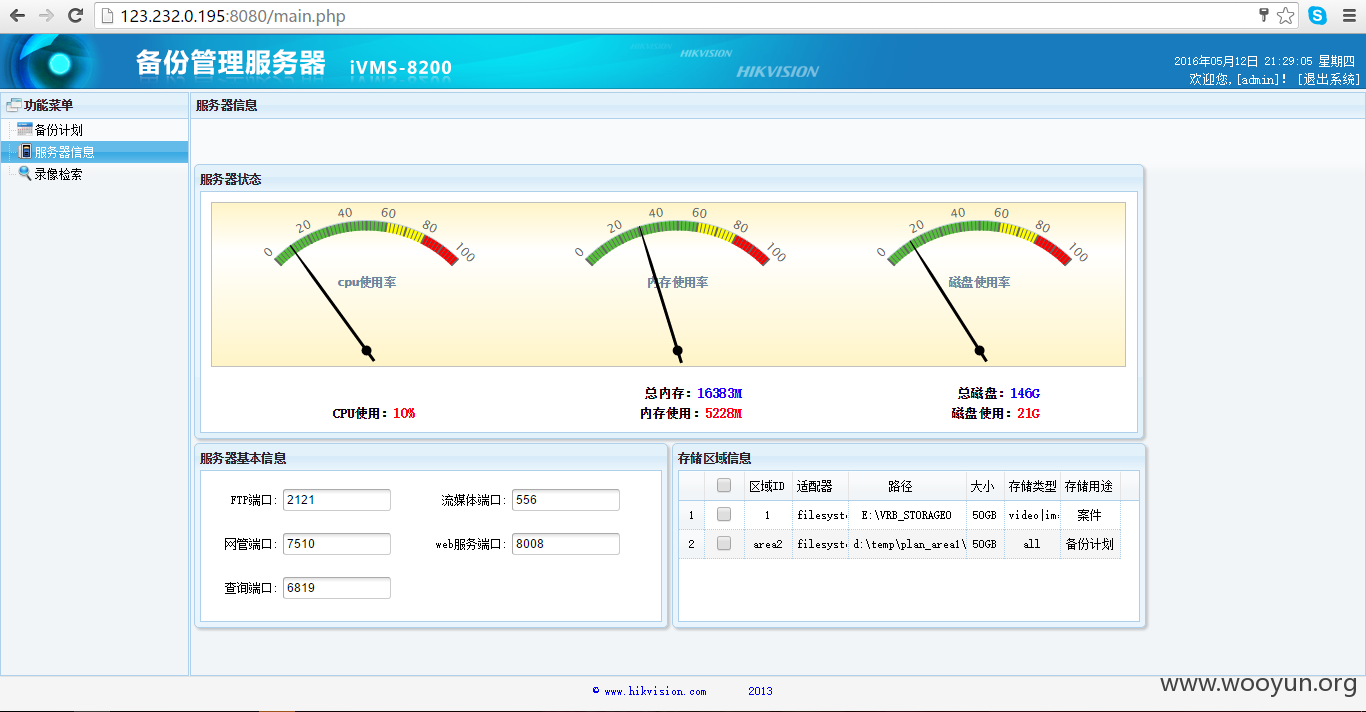 123.232.0.195:8080/main.php
备份管理服务器 iVMS-8200
HIKVISION
HIKVISION
HIKVISION
2016年05月12日 21:29:05 星期四
欢迎您,[admin]! [退出系统]
功能菜单
备份计划
服务器信息
录像检索
服务器信息
服务器状态
0 20 40 60 80 100
cpu使用率
0 20 40 60 80 100
内存使用率
0 20 40 60 80 100
磁盘使用率
CPU使用：10%
总内存：16383M
内存使用：5228M
总磁盘：146G
磁盘使用：21G
服务器基本信息
FTP端口: 2121 流媒体端口: 556
网管端口: 7510 web服务端口: 8008
查询端口: 6819
存储区域信息
区域ID 适配器 路径 大小 存储类型 存储用途
1 1 filesyst E:\VRB_STORAGE0 50GB video|im 案件
2 area2 filesyst d:\temp\plan_area1\ 50GB all 备份计划
© www.hikvision.com 2013
www.wooyun.org